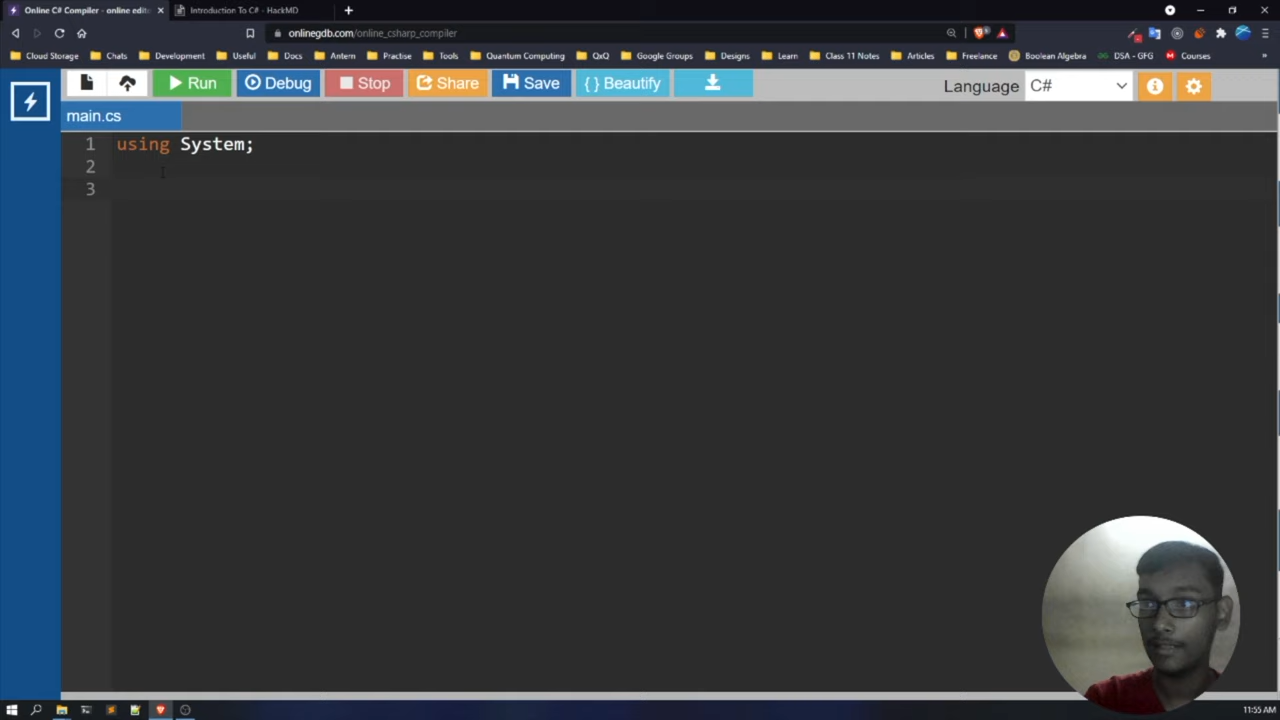 Online C# Compiler - online edit
Introduction To C# - HackMD
onlinegdb.com/online_csharp_compiler
Cloud Storage Chats Development Useful Docs Antern Practise Tools Quantum Computing QxQ Google Groups Designs Learn Class 11 Notes Articles Freelance Boolean Algebra DSA - GFG Courses »
Run Debug Stop Share Save { } Beautify Language C#
main.cs
1 using System;
2
3
11:55 AM